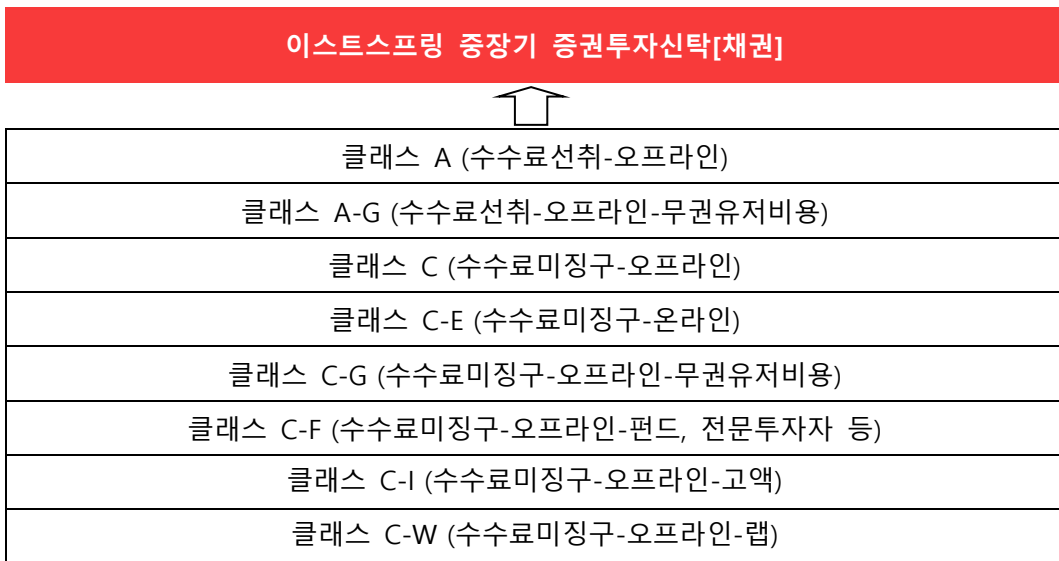 이스트스프링 중장기 증권투자신탁[채권]
클래스 A (수수료선취-오프라인)
클래스 A-G (수수료선취-오프라인-무권유저비용)
클래스 C (수수료미징구-오프라인)
클래스 C-E (수수료미징구-온라인)
클래스 C-G (수수료미징구-오프라인-무권유저비용)
클래스 C-F (수수료미징구-오프라인-펀드, 전문투자자 등)
클래스 C-I (수수료미징구-오프라인-고액)
클래스 C-W (수수료미징구-오프라인-랩)